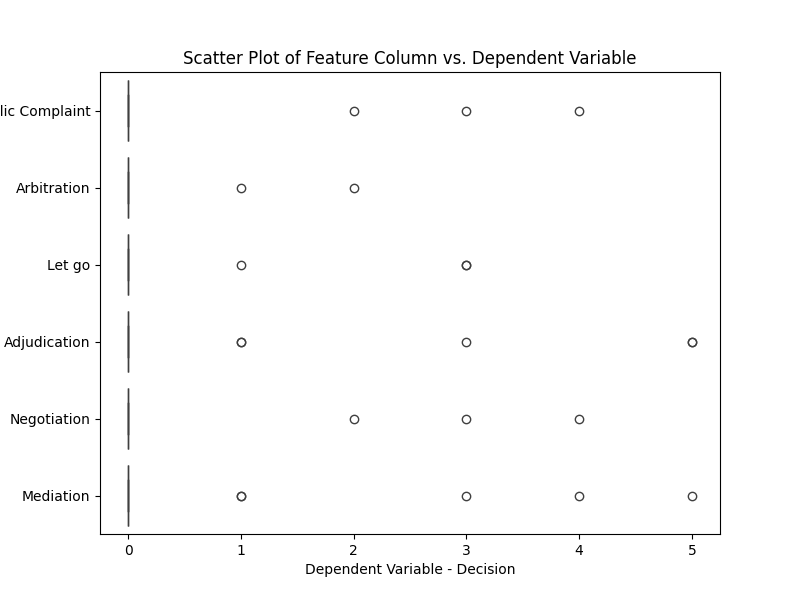 Scatter Plot of Feature Column vs. Dependent Variable
lic Complaint
Arbitration
Let go
Adjudication
Negotiation
Mediation
0 1 2 3 4 5
Dependent Variable - Decision